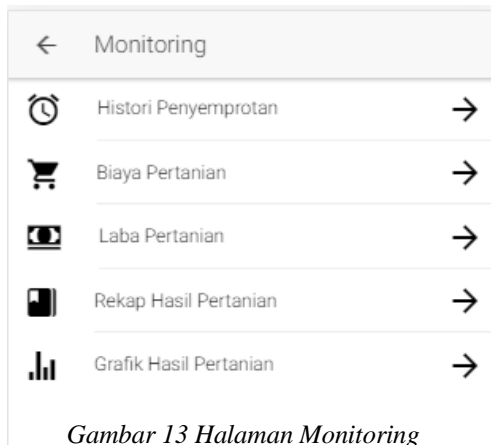 Monitoring
Histori Penyemprotan
Biaya Pertanian
Laba Pertanian
Rekap Hasil Pertanian
Grafik Hasil Pertanian
Gambar 13 Halaman Monitoring